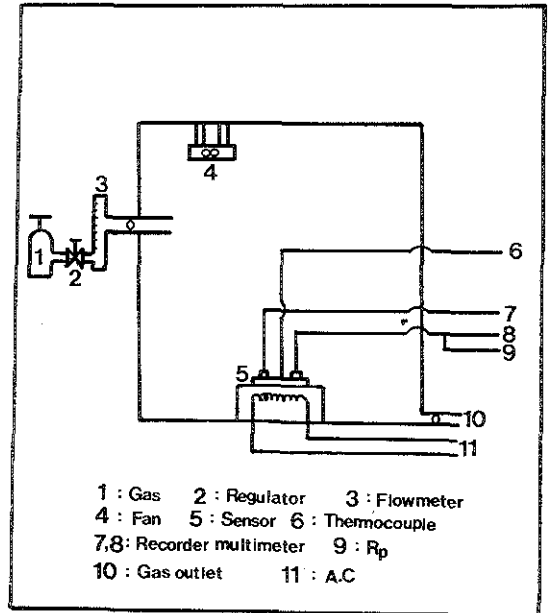 3
4
1
2
6
7
8
9
5
10
11
1 : Gas 2 : Regulator 3 : Flowmeter
4 : Fan 5 : Sensor 6 : Thermocouple
7,8: Recorder multimeter 9 : Rp
10 : Gas outlet 11 : A.C